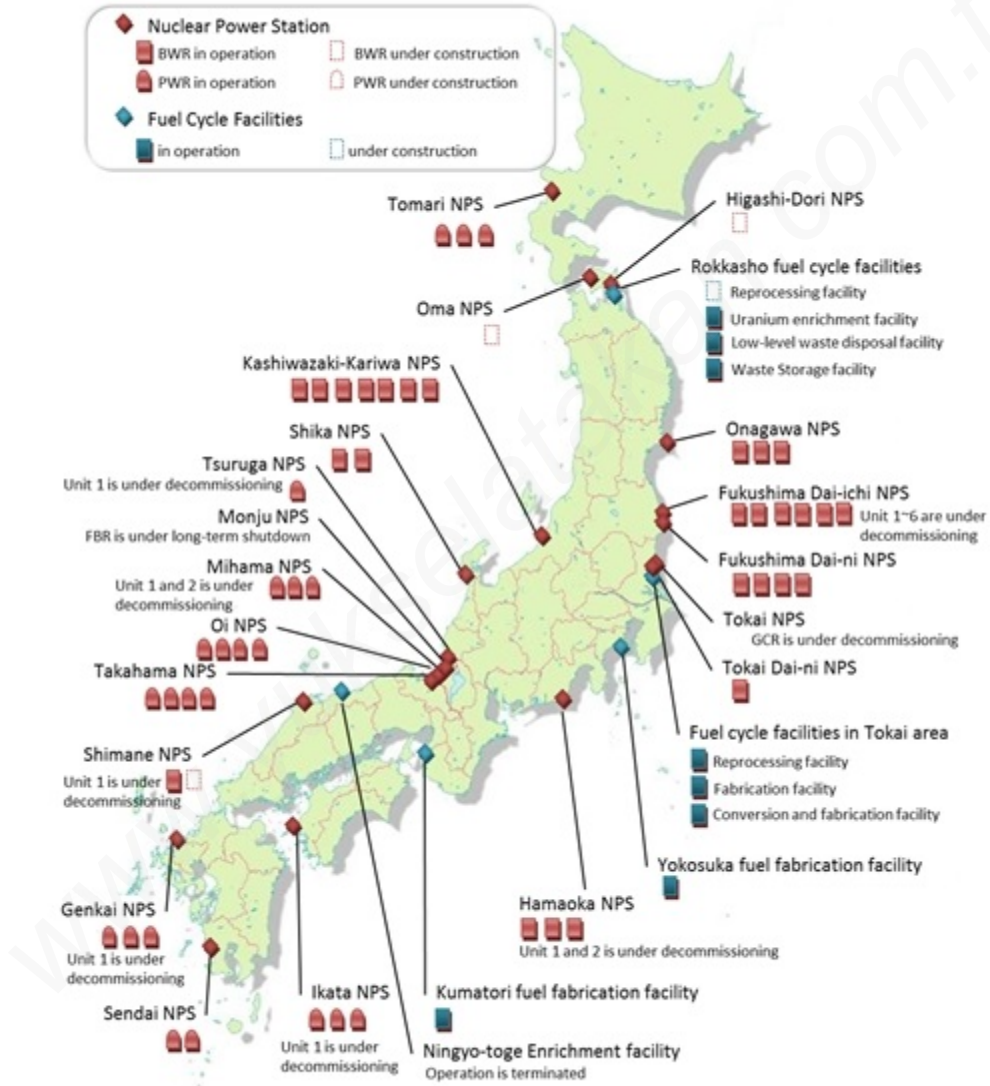 Nuclear Power Station
BWR in operation
BWR under construction
PWR in operation
PWR under construction
Fuel Cycle Facilities
in operation
under construction
Tomari NPS
Higashi-Dori NPS
Rokkasho fuel cycle facilities
Reprocessing facility
Uranium enrichment facility
Low-level waste disposal facility
Waste Storage facility
Oma NPS
Kashiwazaki-Kariwa NPS
Shika NPS
Onagawa NPS
Tsuruga NPS
Unit 1 is under decommissioning
Fukushima Dai-ichi NPS
Unit 1~6 are under
decommissioning
Monju NPS
FBR is under long-term shutdown
Fukushima Dai-ni NPS
Mihama NPS
Unit 1 and 2 is under
decommissioning
Tokai NPS
GCR is under decommissioning
Oi NPS
Takahama NPS
Tokai Dai-ni NPS
Fuel cycle facilities in Tokai area
Reprocessing facility
Fabrication facility
Conversion and fabrication facility
Shimane NPS
Unit 1 is under
decommissioning
Yokosuka fuel fabrication facility
Hamaoka NPS
Unit 1 and 2 is under decommissioning
Genkai NPS
Unit 1 is under
decommissioning
Sendai NPS
Ikata NPS
Unit 1 is under
decommissioning
Kumatori fuel fabrication facility
Ningyo-toge Enrichment facility
Operation is terminated